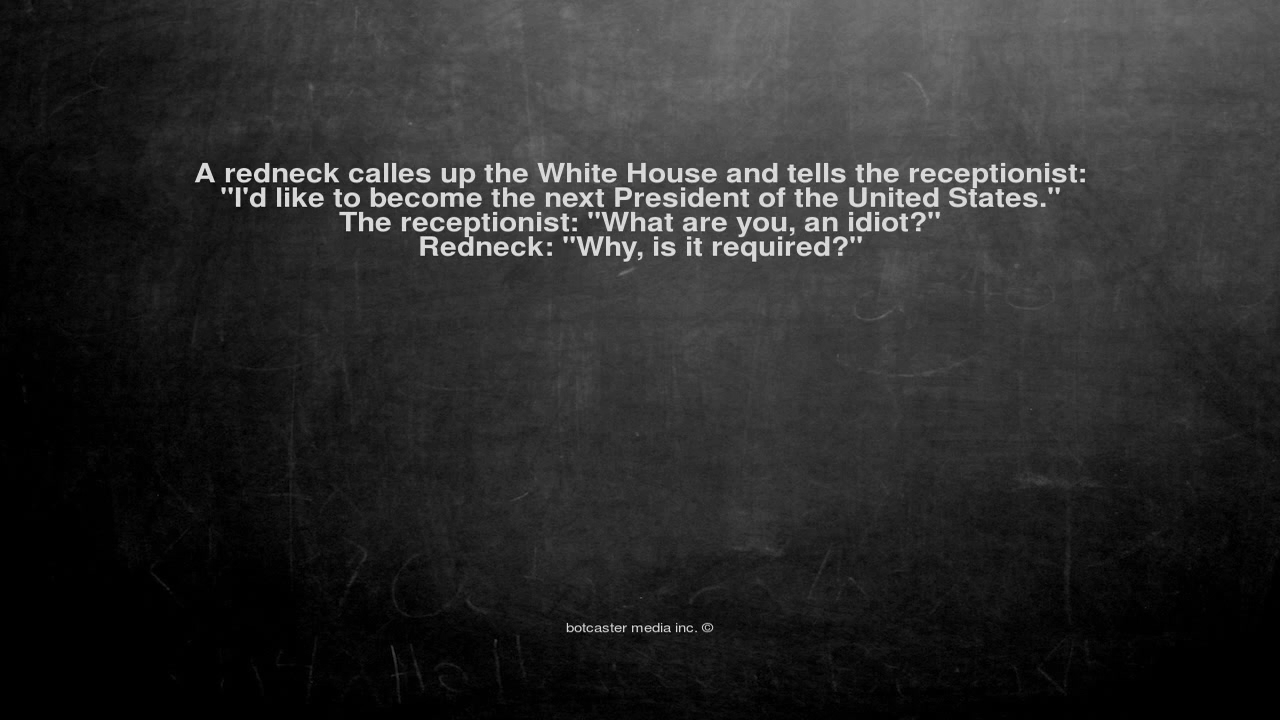 A redneck calles up the White House and tells the receptionist:
"I'd like to become the next President of the United States."
The receptionist: "What are you, an idiot?"
Redneck: "Why, is it required?"
botcaster media inc. ©